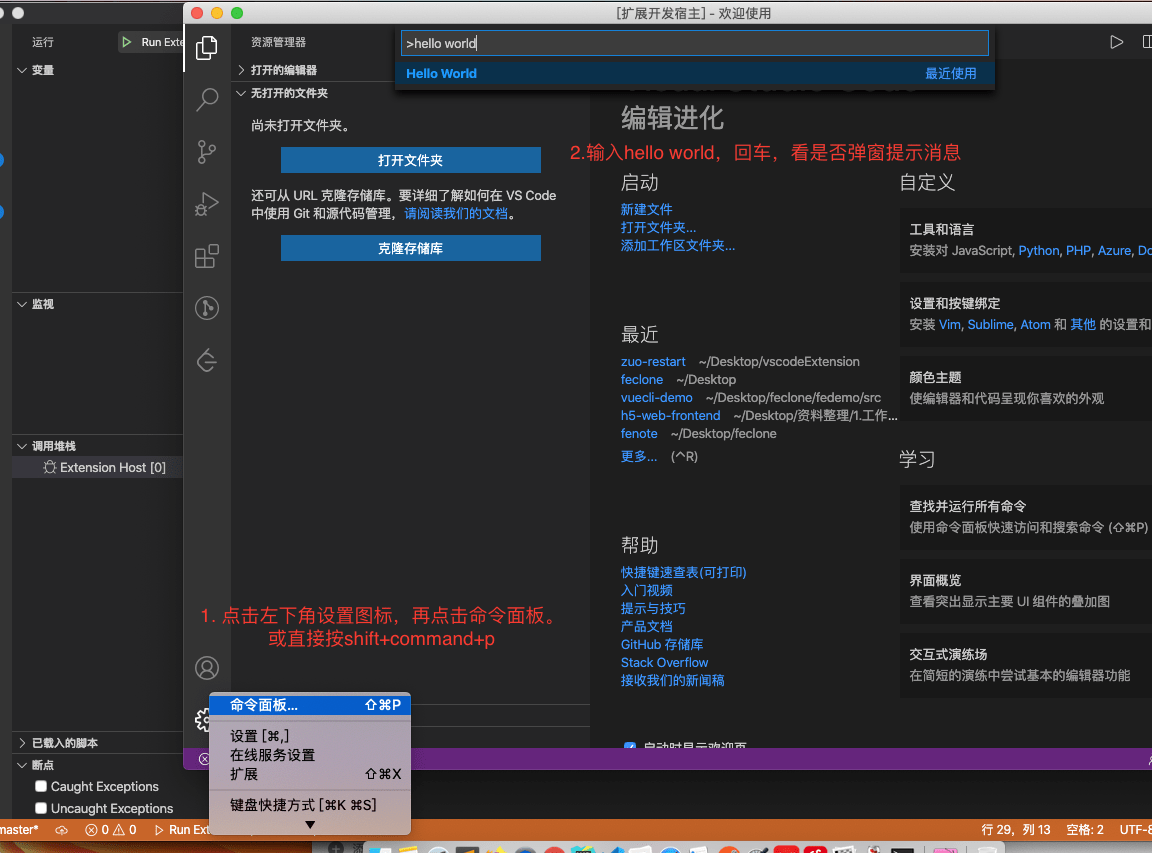 [扩展开发宿主] - 欢迎使用
运行
Run Exte
变量
监视
调用堆栈
Extension Host [0]
已载入的脚本
断点
Caught Exceptions
Uncaught Exceptions
资源管理器
打开的编辑器
无打开的文件夹
尚未打开文件夹。
打开文件夹
还可从 URL 克隆存储库。要详细了解如何在 VS Code
中使用 Git 和源代码管理，请阅读我们的文档。
克隆存储库
>hello world
Hello World 最近使用
编辑进化
2.输入hello world，回车，看是否弹窗提示消息
启动
新建文件
打开文件夹...
添加工作区文件夹...
最近
zuo-restart ~/Desktop/vscodeExtension
feclone ~/Desktop
vuecli-demo ~/Desktop/feclone/fedemo/src
h5-web-frontend ~/Desktop/资料整理/1.工作...
fenote ~/Desktop/feclone
更多... (^R)
帮助
快捷键速查表(可打印)
入门视频
提示与技巧
产品文档
GitHub 存储库
Stack Overflow
接收我们的新闻稿
启动时显示欢迎页
自定义
工具和语言
安装对 JavaScript, Python, PHP, Azure, Do
设置和按键绑定
安装 Vim, Sublime, Atom 和 其他 的设置和
颜色主题
使编辑器和代码呈现你喜欢的外观
学习
查找并运行所有命令
使用命令面板快速访问和搜索命令 (⇧⌘P)
界面概览
查看突出显示主要 UI 组件的叠加图
交互式演练场
在简短的演练中尝试基本的编辑器功能
1. 点击左下角设置图标，再点击命令面板。
或直接按shift+command+p
命令面板... ⇧⌘P
设置 [⌘,]
在线服务设置
扩展 ⇧⌘X
键盘快捷方式 [⌘K ⌘S]
master* 0 0 Run Ext
行 29，列 13 空格: 2 UTF-8